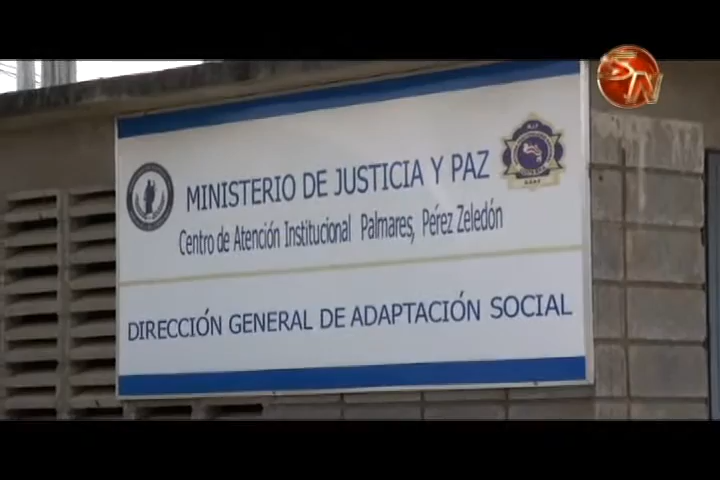 MINISTERIO DE JUSTICIA Y PAZ
Centro de Atención Institucional Palmares, Pérez Zeledón
DIRECCIÓN GENERAL DE ADAPTACIÓN SOCIAL